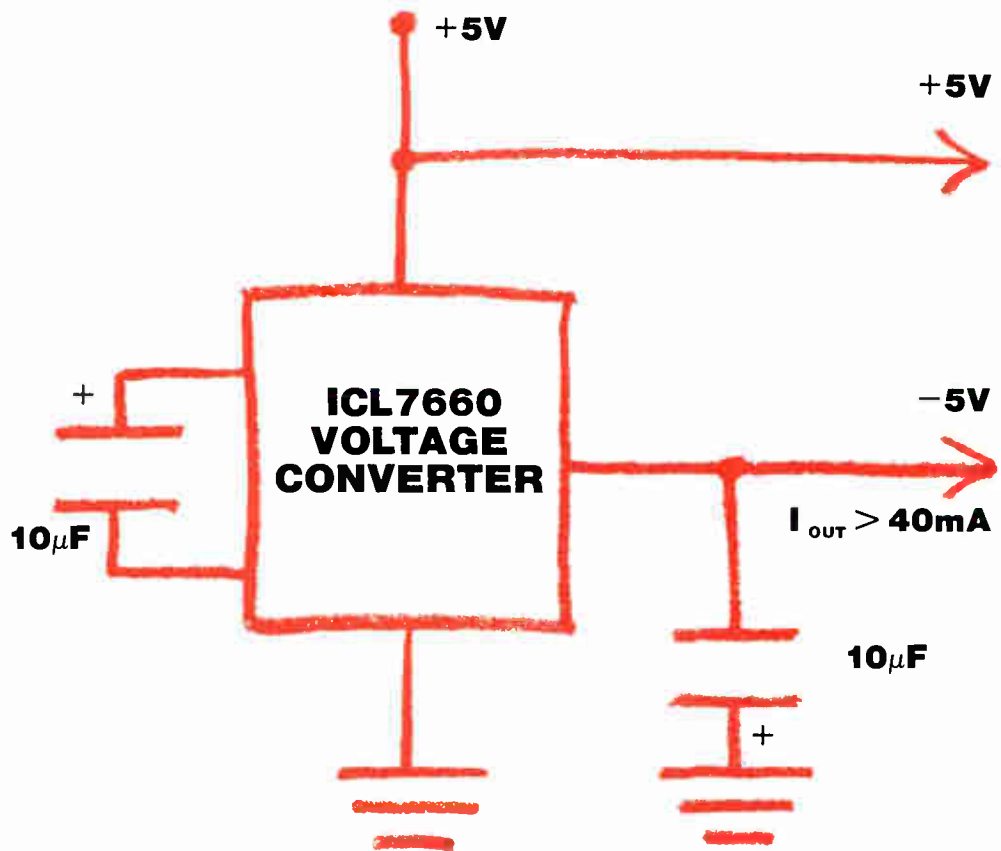 +5V
+5V
ICL7660
VOLTAGE
CONVERTER
+
10μF
−5V
I OUT > 40mA
10μF
+